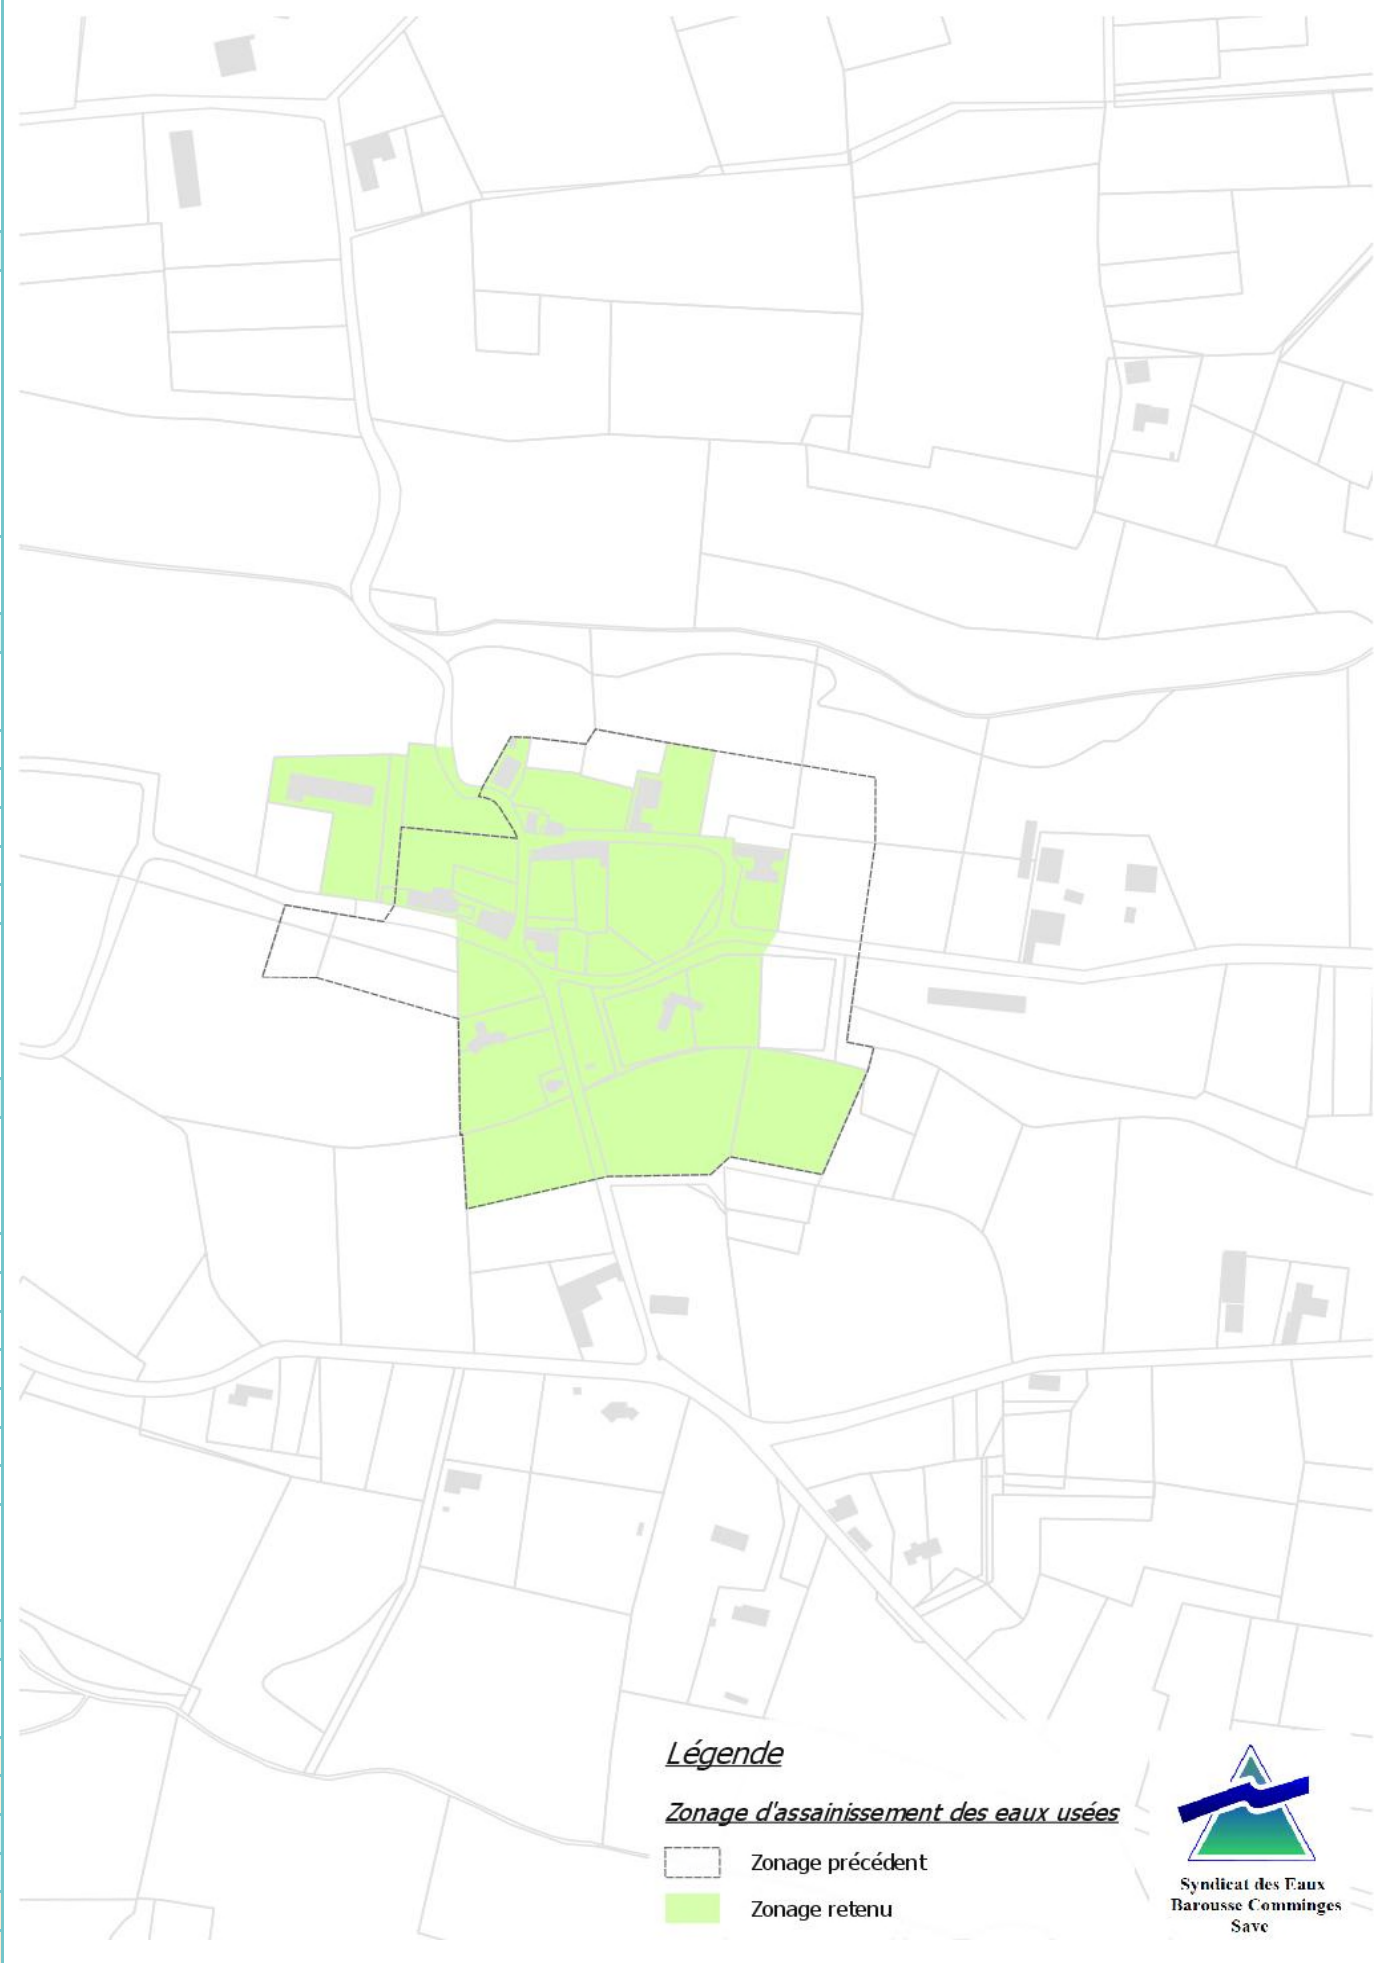 Légende
Zonage d'assainissement des eaux usées
Zonage précédent
Zonage retenu
Syndicat des Eaux
Barousse Comminges
Save